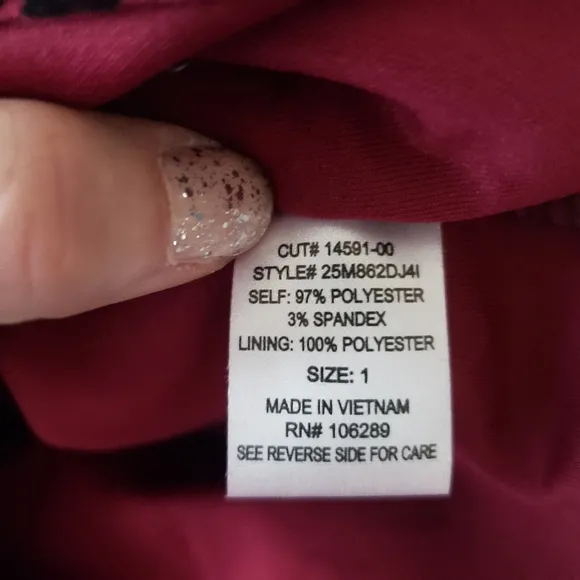 CUT# 14591-00
STYLE# 25M862DJ4I
SELF: 97% POLYESTER
3% SPANDEX
LINING: 100% POLYESTER
SIZE: 1
MADE IN VIETNAM
RN# 106289
SEE REVERSE SIDE FOR CARE